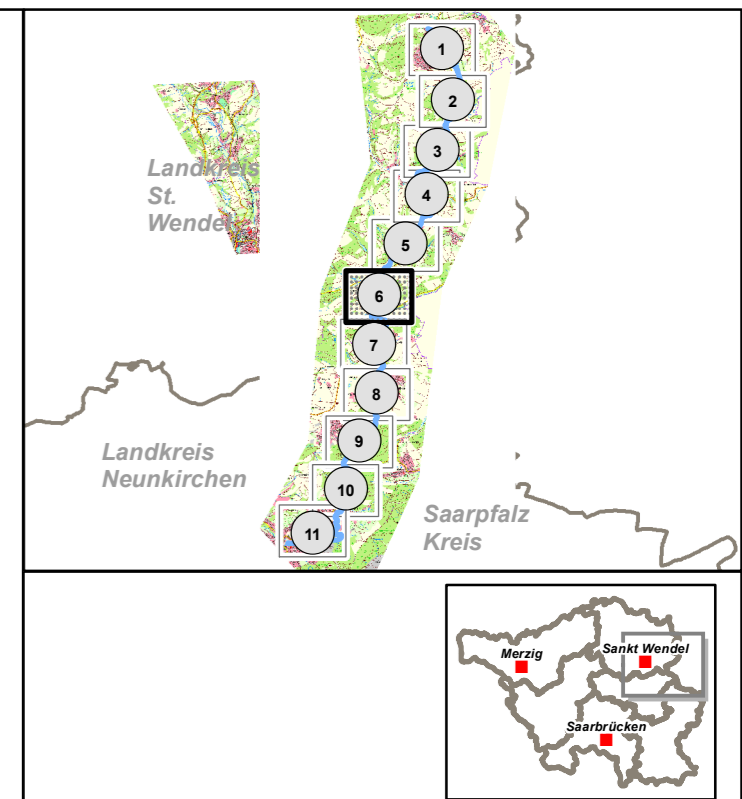 1
2
3
4
5
6
7
8
9
10
11
Landkreis
St.
Wendel
Landkreis
Neunkirchen
Saarpfalz
Kreis
Merzig
Sankt Wendel
Saarbrücken